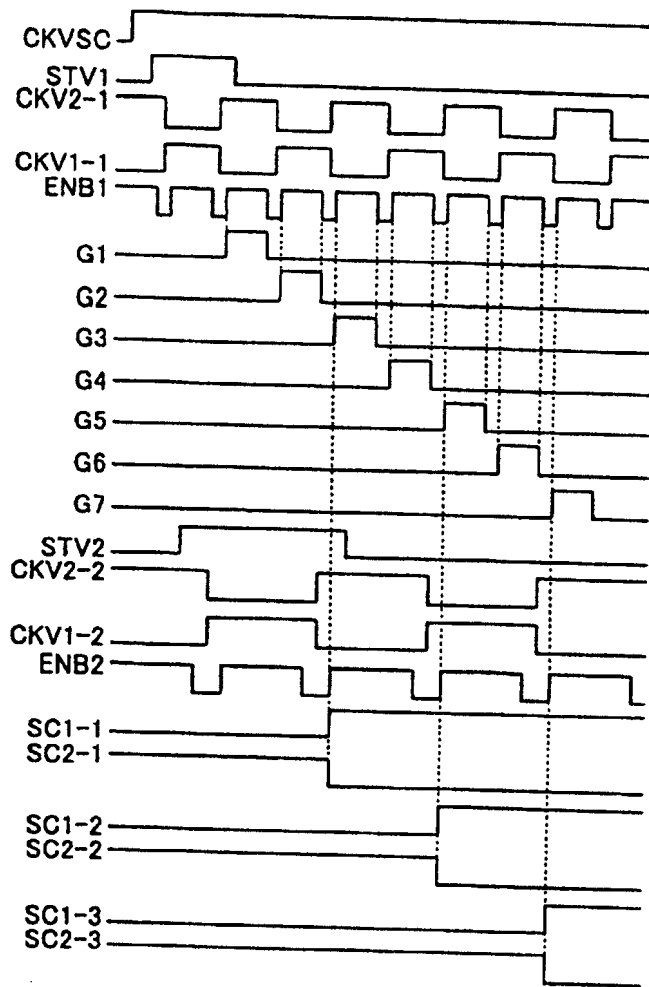 CKVSC
STV1
CKV2-1
CKV1-1
ENB1
G1
G2
G3
G4
G5
G6
G7
STV2
CKV2-2
CKV1-2
ENB2
SC1-1
SC2-1
SC1-2
SC2-2
SC1-3
SC2-3